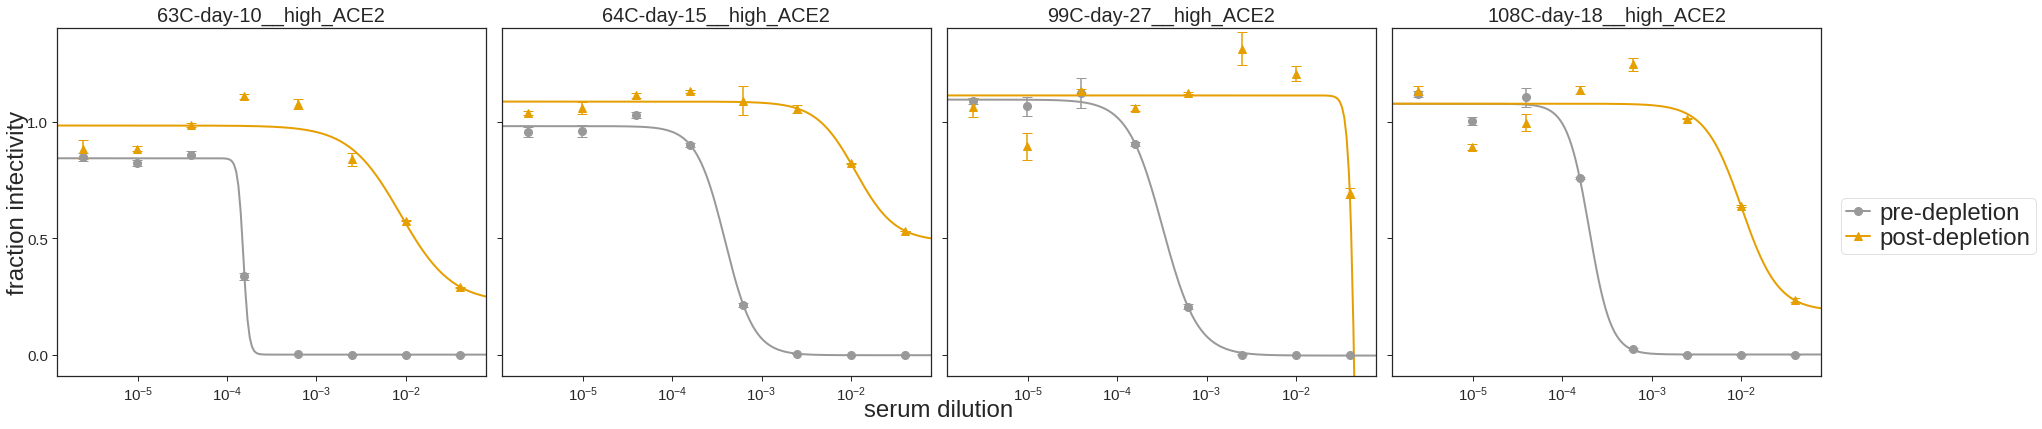 63C-day-10__high_ACE2
64C-day-15__high_ACE2
99C-day-27__high_ACE2
108C-day-18__high_ACE2
fraction infectivity
1.0
0.5
0.0
10⁻⁵ 10⁻⁴ 10⁻³ 10⁻²
10⁻⁵ 10⁻⁴ 10⁻³ 10⁻²
10⁻⁵ 10⁻⁴ 10⁻³ 10⁻²
10⁻⁵ 10⁻⁴ 10⁻³ 10⁻²
serum dilution
pre-depletion
post-depletion